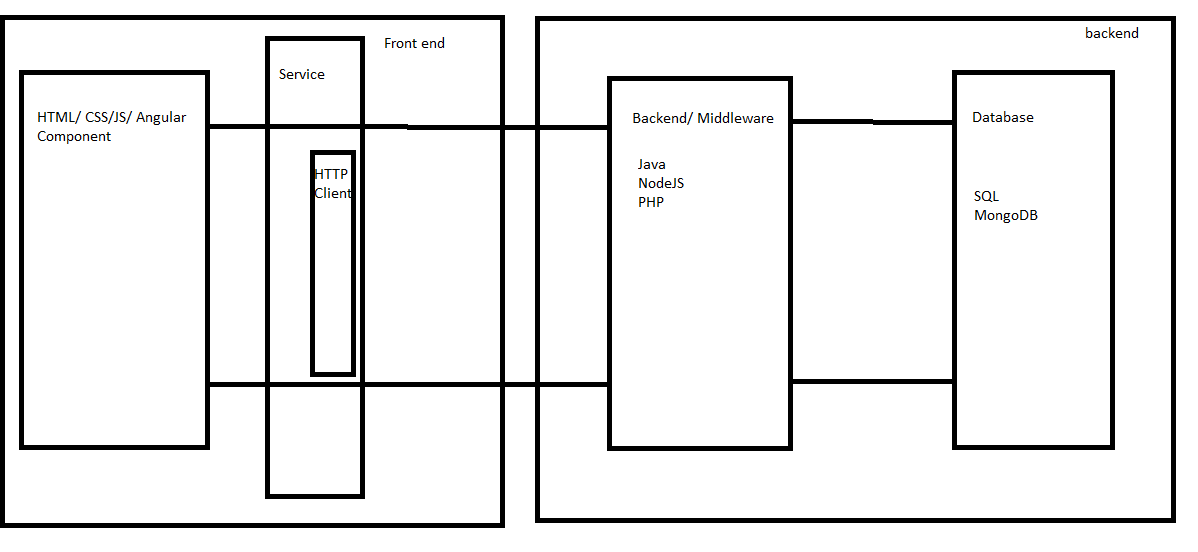 Front end
Service
HTML/ CSS/JS/ Angular
Component
HTTP
Client
backend
Backend/ Middleware
Java
NodeJS
PHP
Database
SQL
MongoDB